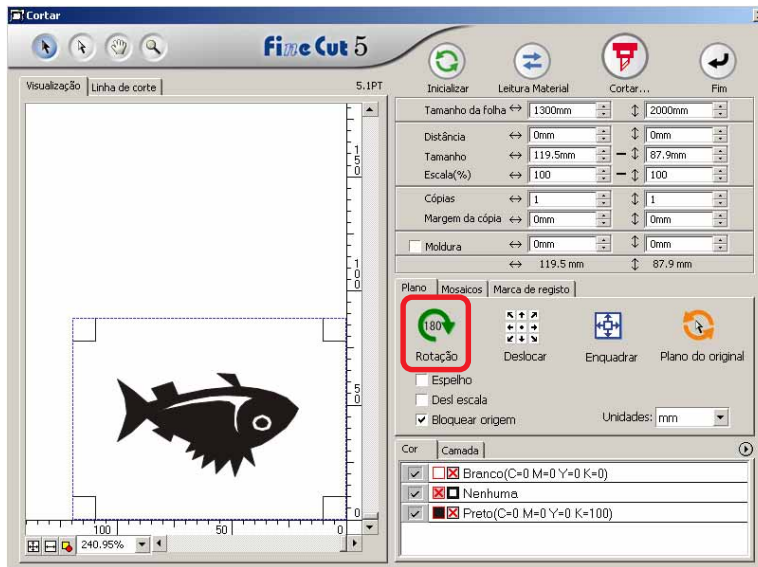 Cortar
FineCut 5
Inicializar Leitura Material Cortar... Fim
Visualização Linha de corte 5.1PT
Tamanho da folha 1300mm 2000mm
Distância 0mm 0mm
Tamanho 119.5mm 87.9mm
Escala(%) 100 100
Cópias 1 1
Margem da cópia 0mm 0mm
Moldura 0mm 0mm
119.5 mm 87.9 mm
Plano Mosaicos Marca de registo
180°
Rotação Deslocar Enquadrar Plano do original
Espelho
Desl escala
Bloquear origem Unidades: mm
Cor Camada
Branco(C=0 M=0 Y=0 K=0)
Nenhuma
Preto(C=0 M=0 Y=0 K=100)
150
100
50
0
100 50 0
240.95%